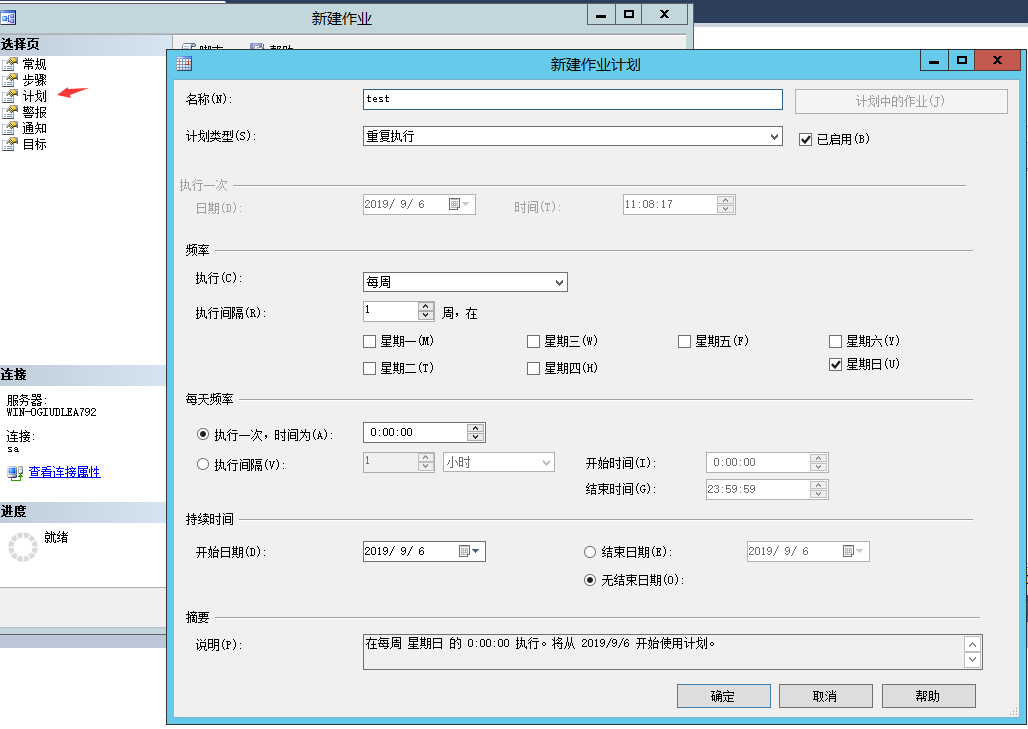 新建作业
选择页
常规
步骤
计划
警报
通知
目标
连接
服务器:
WIN-OGIUDLEA792
连接:
sa
查看连接属性
进度
就绪
脚本 帮助
新建作业计划
名称(N): test 计划中的作业(J)
计划类型(S): 重复执行 已启用(B)
执行一次
日期(D): 2019/ 9/ 6 时间(T): 11:08:17
频率
执行(C): 每周
执行间隔(R): 1 周，在
星期一(M) 星期三(W) 星期五(F) 星期六(Y)
星期二(T) 星期四(H) 星期日(U)
每天频率
执行一次，时间为(A): 0:00:00
执行间隔(V): 1 小时 开始时间(I): 0:00:00
结束时间(G): 23:59:59
持续时间
开始日期(D): 2019/ 9/ 6 结束日期(E): 2019/ 9/ 6
无结束日期(O):
摘要
说明(P): 在每周 星期日 的 0:00:00 执行。将从 2019/9/6 开始使用计划。
确定 取消 帮助